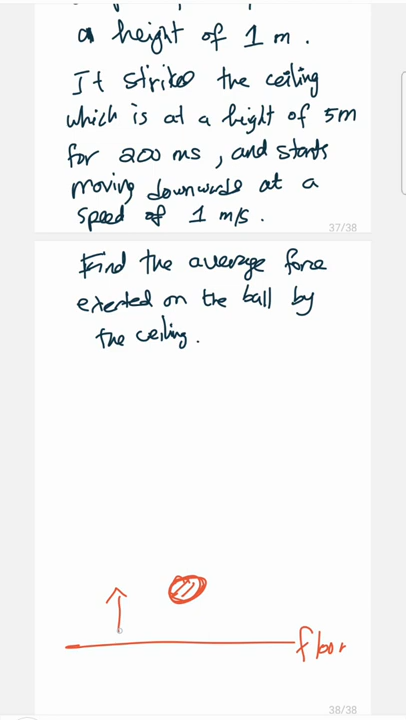 a height of 1 m.
It strikes the ceiling
which is at a hight of 5m
for 200 ms, and starts
moving downwards at a
speed of 1 m/s.
37/38
Find the average force
exerted on the ball by
the ceiling.
floor
38/38